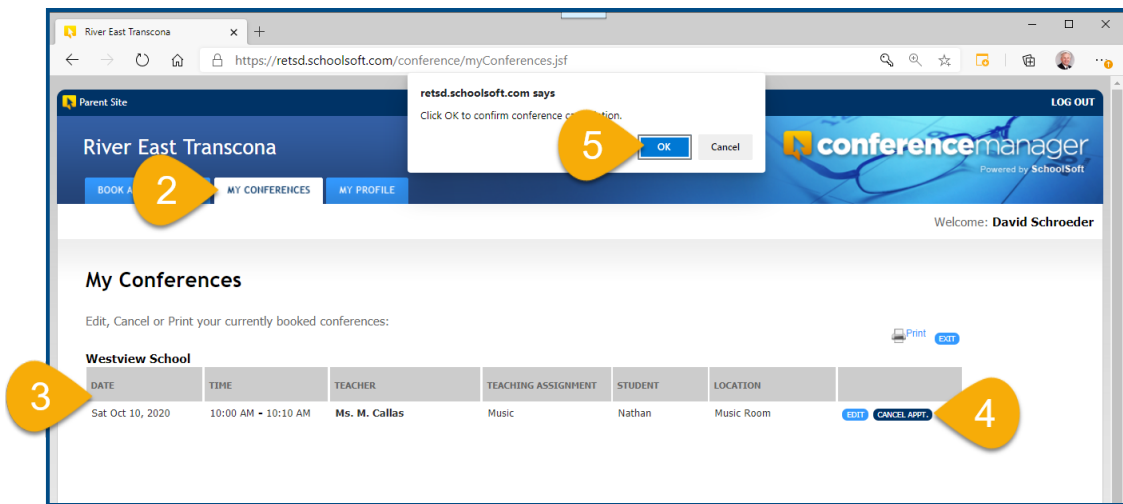 River East Transcona
https://retsd.schoolsoft.com/conference/myConferences.jsf
retsd.schoolsoft.com says
Click OK to confirm conference
5
OK
Cancel
Parent Site
LOG OUT
River East Transcona
conferencemanager
Powered by SchoolSoft
BOOK
2
MY CONFERENCES
MY PROFILE
Welcome: David Schroeder
My Conferences
Edit, Cancel or Print your currently booked conferences:
Print
EXIT
Westview School
3
DATE TIME TEACHER TEACHING ASSIGNMENT STUDENT LOCATION
Sat Oct 10, 2020 10:00 AM - 10:10 AM Ms. M. Callas Music Nathan Music Room EDIT CANCEL APPT.
4